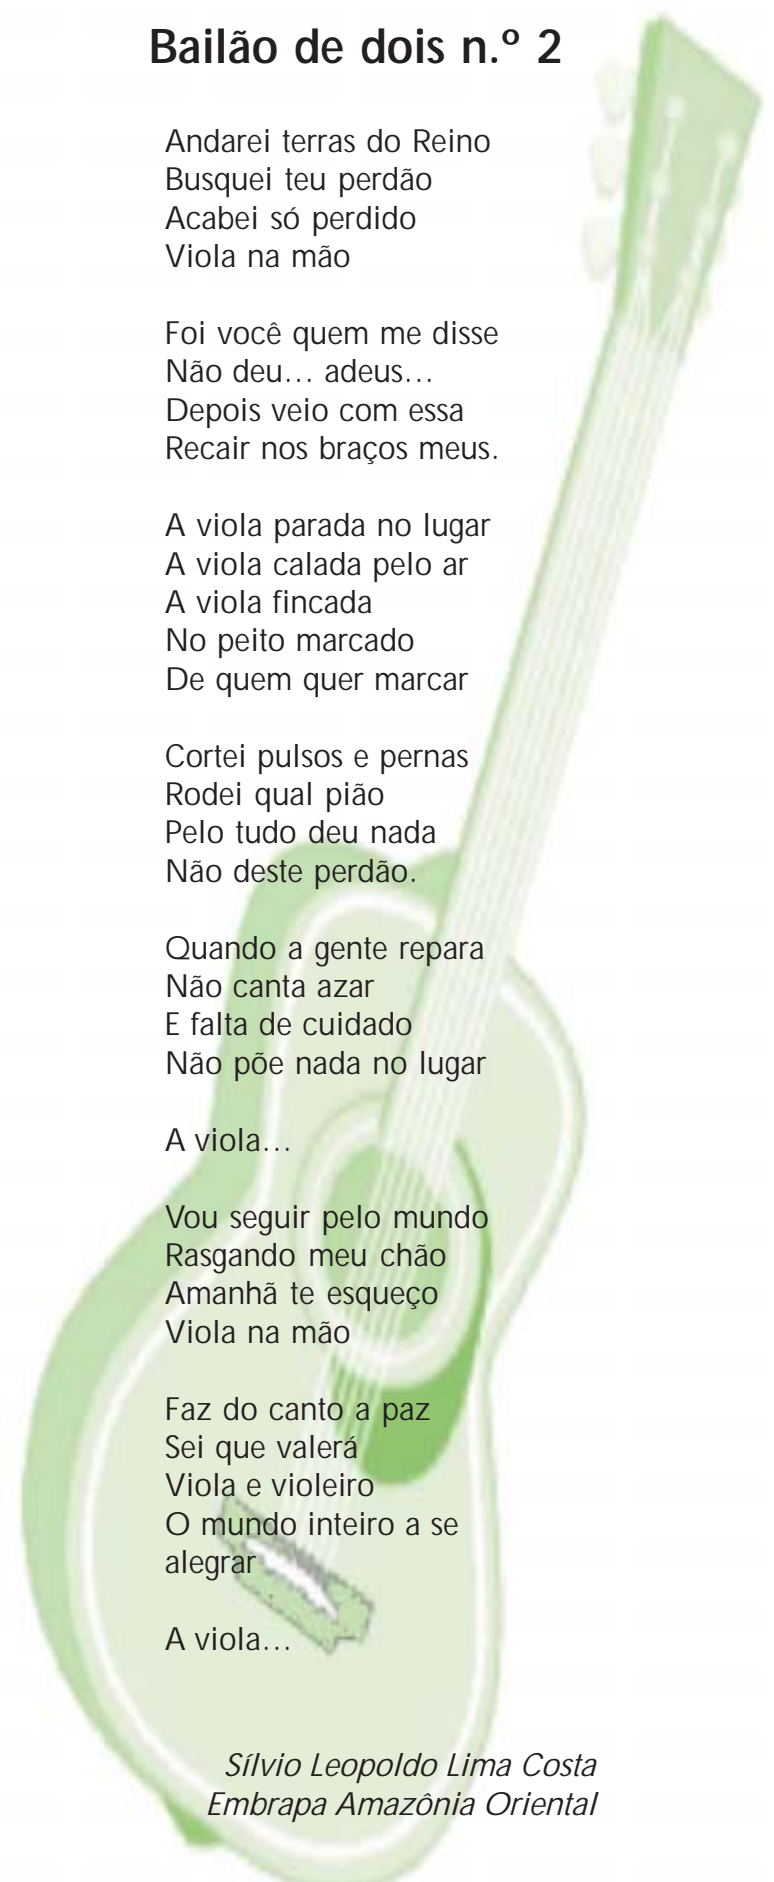 Bailão de dois n.º 2
Andarei terras do Reino
Busquei teu perdão
Acabei só perdido
Viola na mão
Foi você quem me disse
Não deu… adeus…
Depois veio com essa
Recair nos braços meus.
A viola parada no lugar
A viola calada pelo ar
A viola fincada
No peito marcado
De quem quer marcar
Cortei pulsos e pernas
Rodei qual pião
Pelo tudo deu nada
Não deste perdão.
Quando a gente repara
Não canta azar
E falta de cuidado
Não põe nada no lugar
A viola…
Vou seguir pelo mundo
Rasgando meu chão
Amanhã te esqueço
Viola na mão
Faz do canto a paz
Sei que valerá
Viola e violeiro
O mundo inteiro a se
alegrar
A viola…
Sílvio Leopoldo Lima Costa
Embrapa Amazônia Oriental